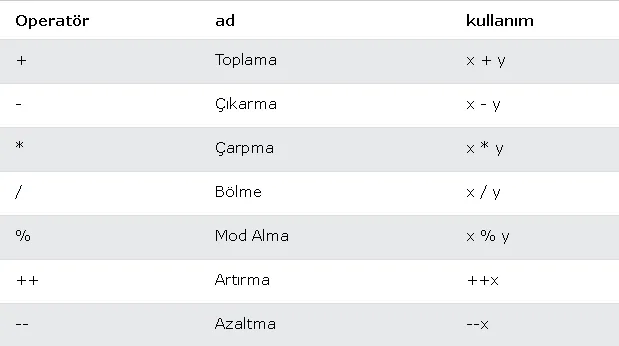 Operatör ad kullanım
+ Toplama x + y
- Çıkarma x - y
* Çarpma x * y
/ Bölme x / y
% Mod Alma x % y
++ Artırma ++x
-- Azaltma --x